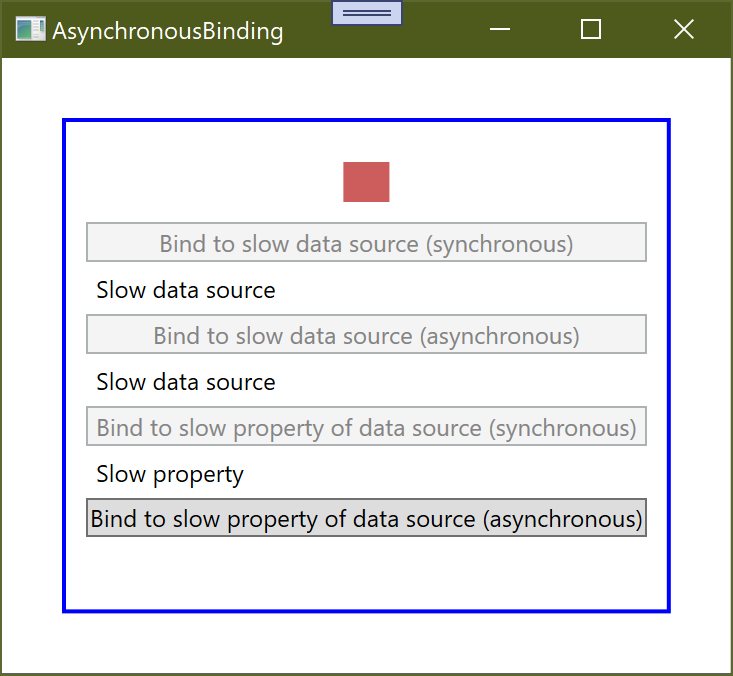 AsynchronousBinding
Bind to slow data source (synchronous)
Slow data source
Bind to slow data source (asynchronous)
Slow data source
Bind to slow property of data source (synchronous)
Slow property
Bind to slow property of data source (asynchronous)